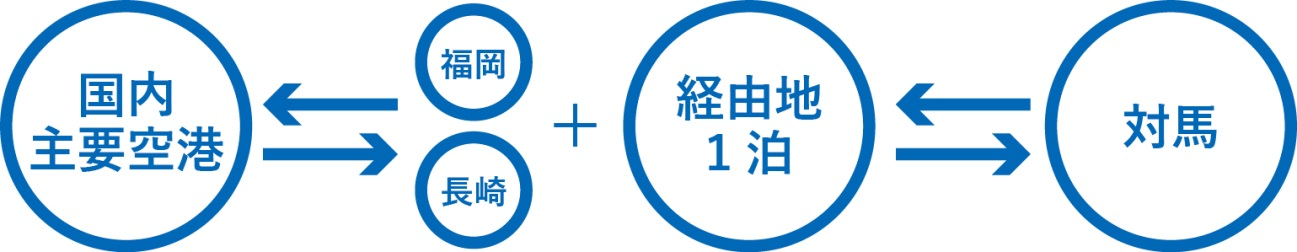 国内
主要空港
福岡
長崎
+
経由地
1 泊
対馬